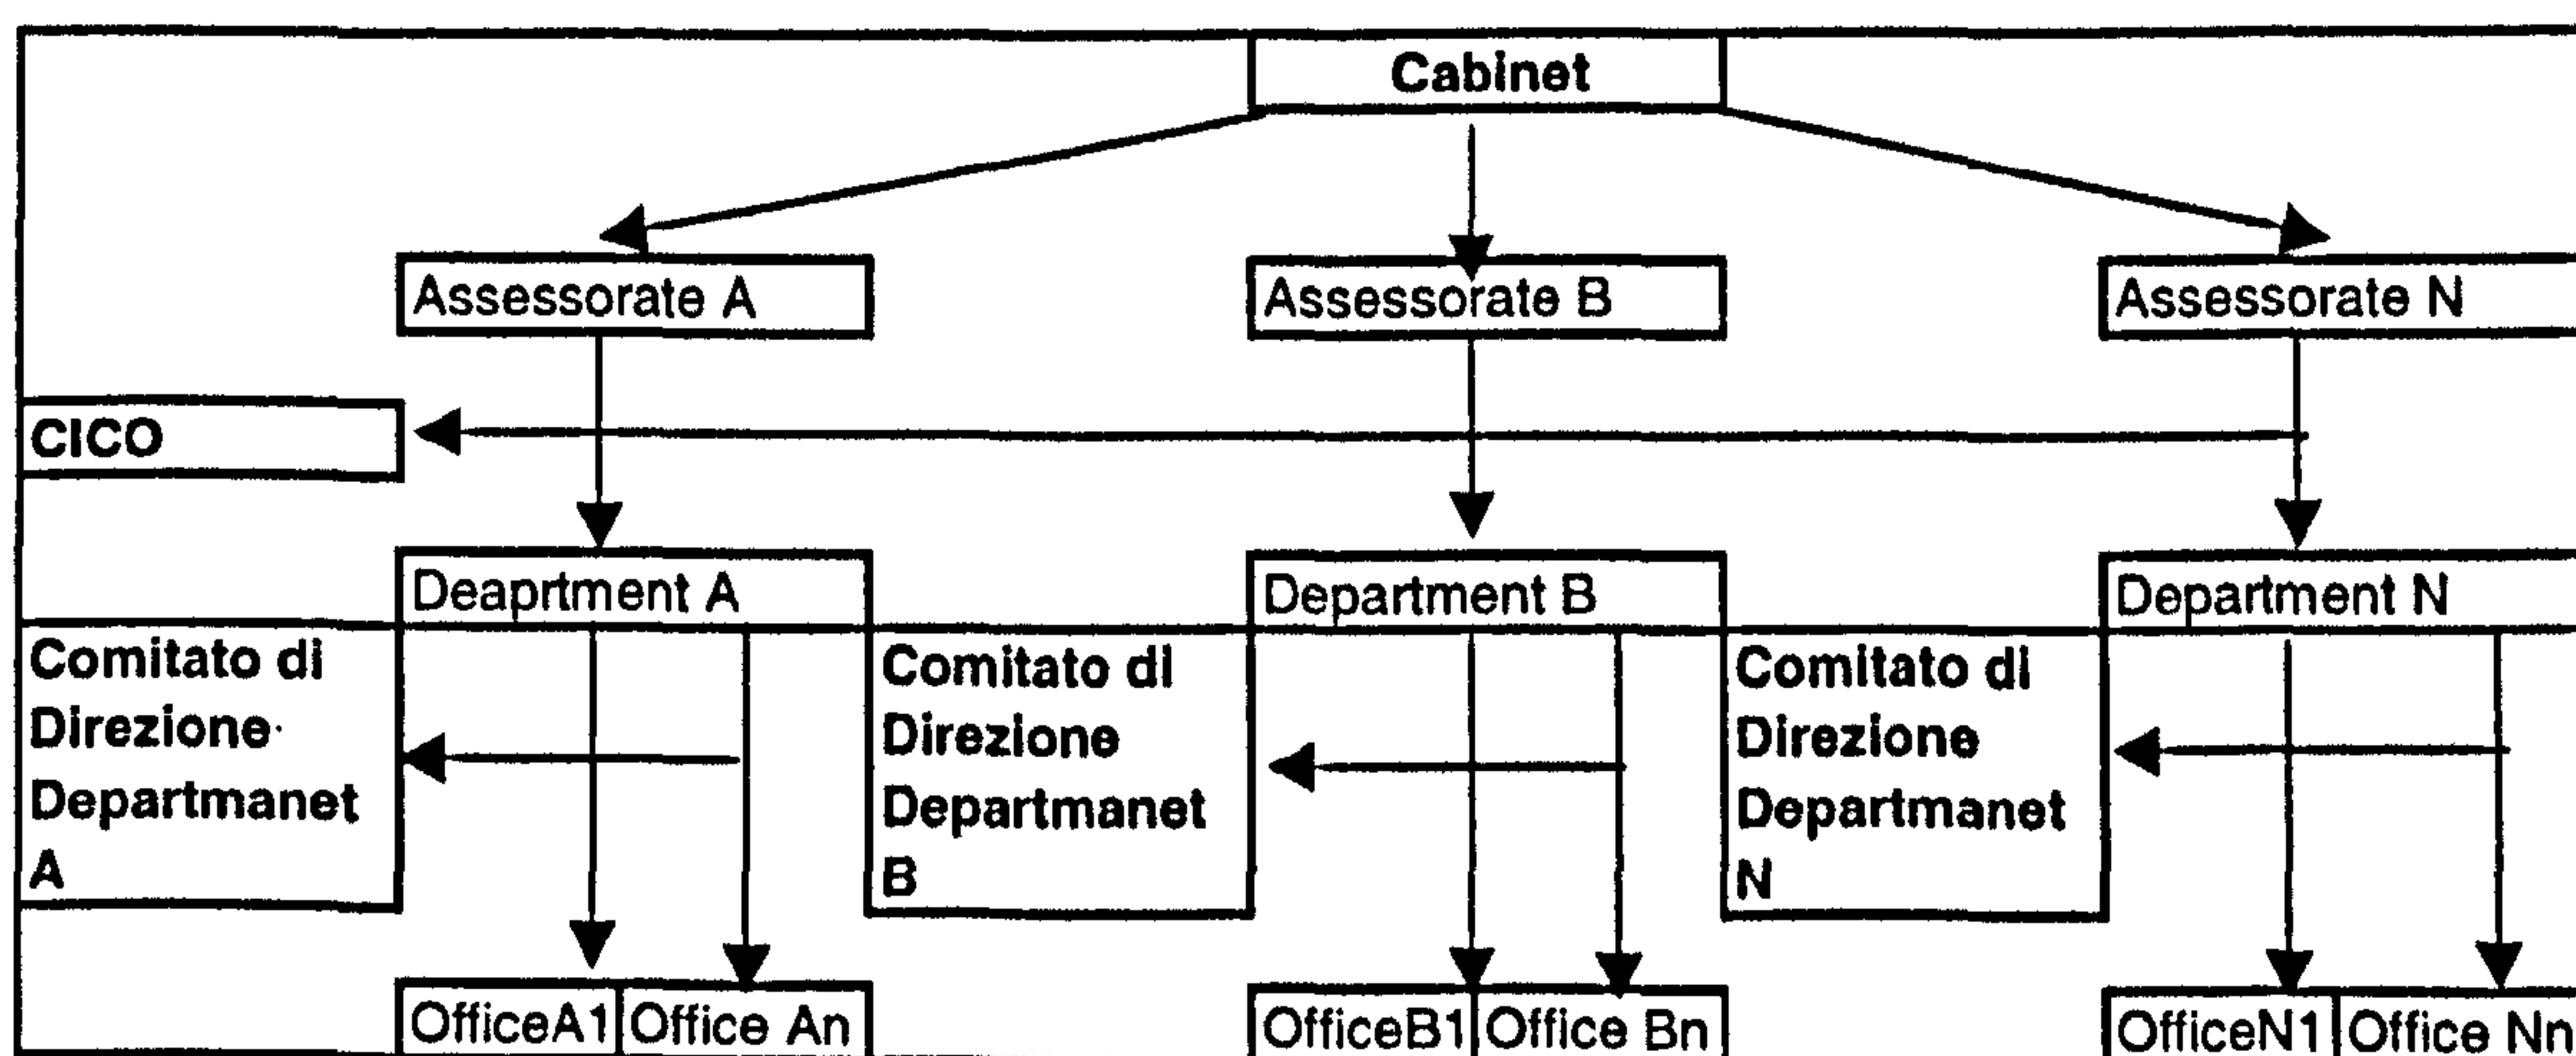 Cabinet
Assessorate A
Assessorate B
Assessorate N
CICO
Deaprtment A
Department B
Department N
Comitato di
Direzione
Departmanet
A
Comitato di
Direzione
Departmanet
B
Comitato di
Direzione
Departmanet
N
OfficeA1
Office An
OfficeB1
Office Bn
OfficeN1
Office Nn